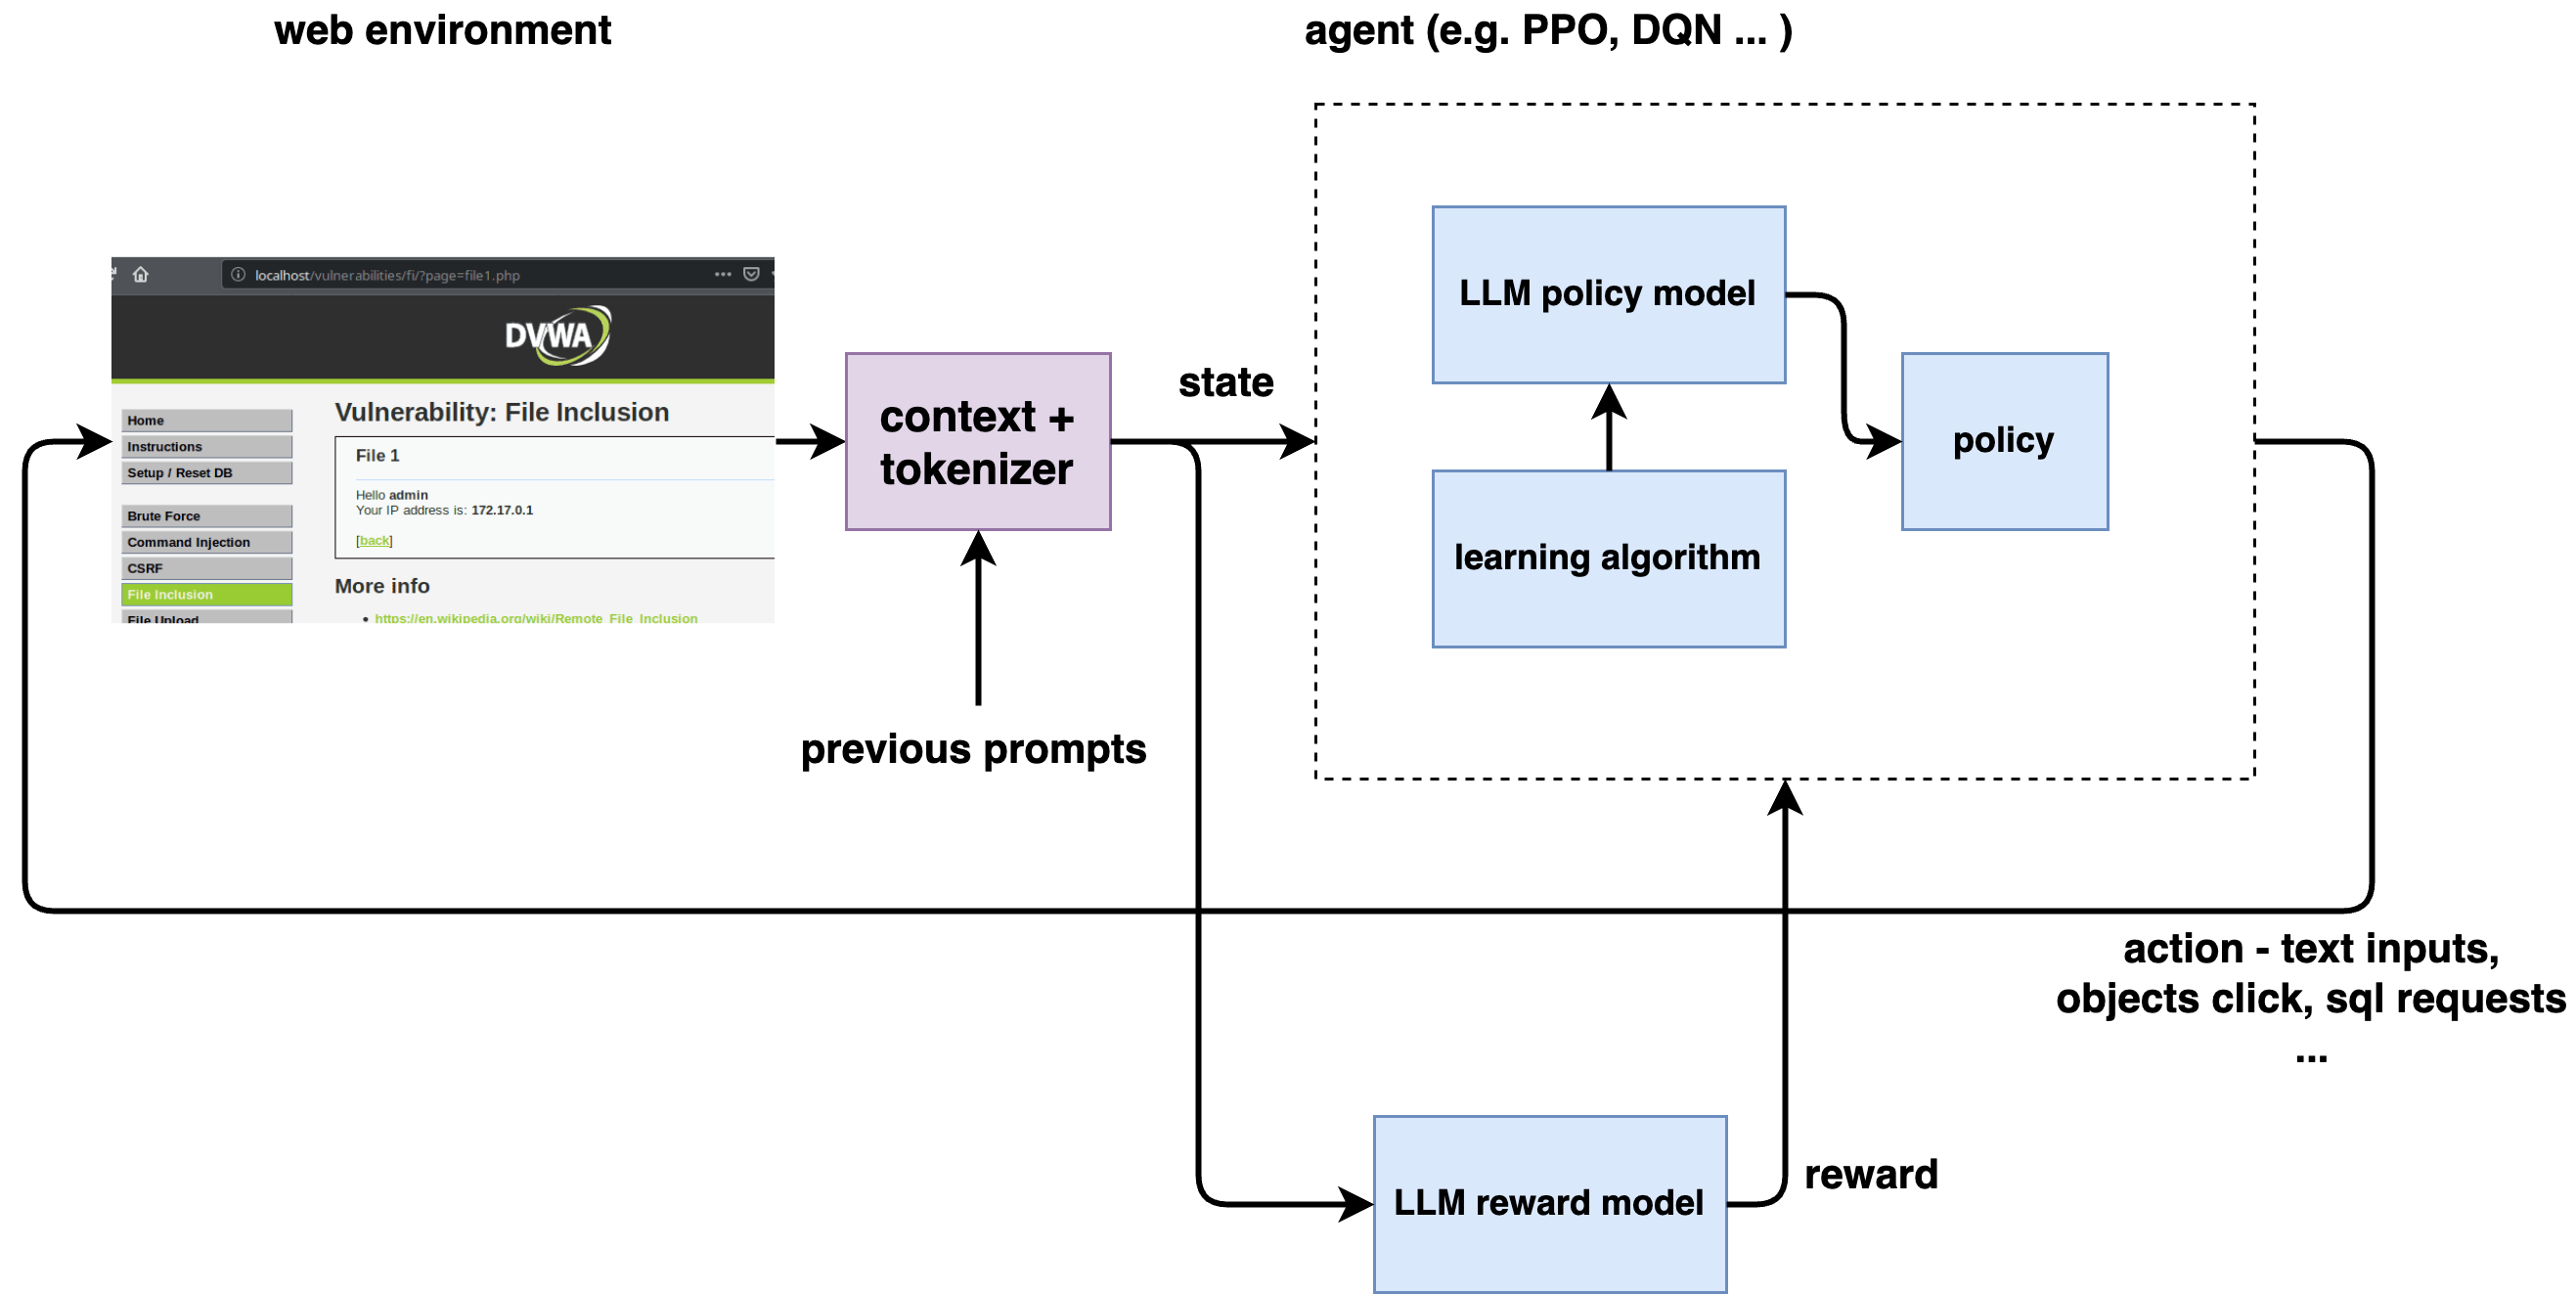 web environment
agent (e.g. PPO, DQN ... )
localhost/vulnerabilities/fi/?page=file1.php
DVWA
Home
Instructions
Setup / Reset DB
Brute Force
Command Injection
CSRF
File Inclusion
File Upload
Vulnerability: File Inclusion
File 1
Hello admin
Your IP address is: 172.17.0.1
[back]
More info
https://en.wikipedia.org/wiki/Remote_File_Inclusion
context +
tokenizer
previous prompts
state
LLM policy model
learning algorithm
policy
action - text inputs,
objects click, sql requests
...
LLM reward model
reward